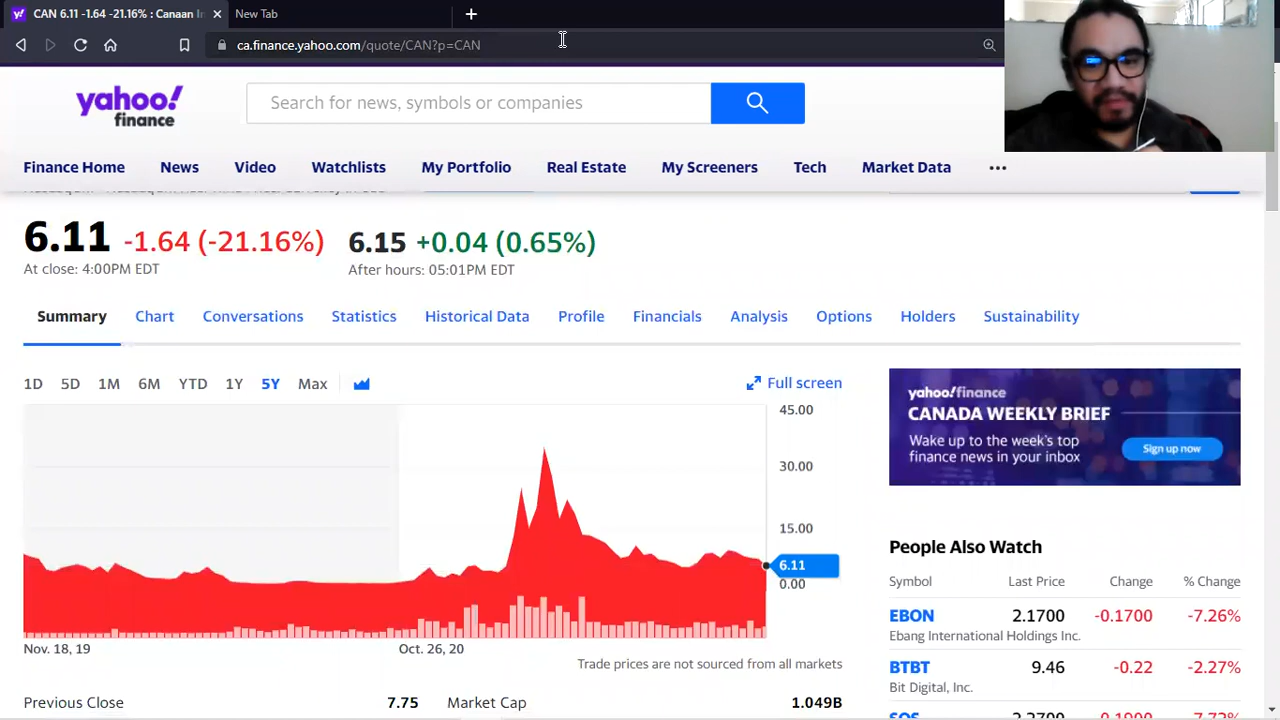 CAN 6.11 -1.64 -21.16% : Canaan In
New Tab
ca.finance.yahoo.com/quote/CAN?p=CAN
yahoo!
finance
Search for news, symbols or companies
Finance Home News Video Watchlists My Portfolio Real Estate My Screeners Tech Market Data ...
6.11 -1.64 (-21.16%) 6.15 +0.04 (0.65%)
At close: 4:00PM EDT After hours: 05:01PM EDT
Summary Chart Conversations Statistics Historical Data Profile Financials Analysis Options Holders Sustainability
1D 5D 1M 6M YTD 1Y 5Y Max Full screen
45.00
30.00
15.00
6.11
0.00
Nov. 18, 19 Oct. 26, 20
Trade prices are not sourced from all markets
Previous Close 7.75 Market Cap 1.049B
yahoo!finance
CANADA WEEKLY BRIEF
Wake up to the week's top
finance news in your inbox
Sign up now
People Also Watch
Symbol Last Price Change % Change
EBON 2.1700 -0.1700 -7.26%
Ebang International Holdings Inc.
BTBT 9.46 -0.22 -2.27%
Bit Digital, Inc.
SOS